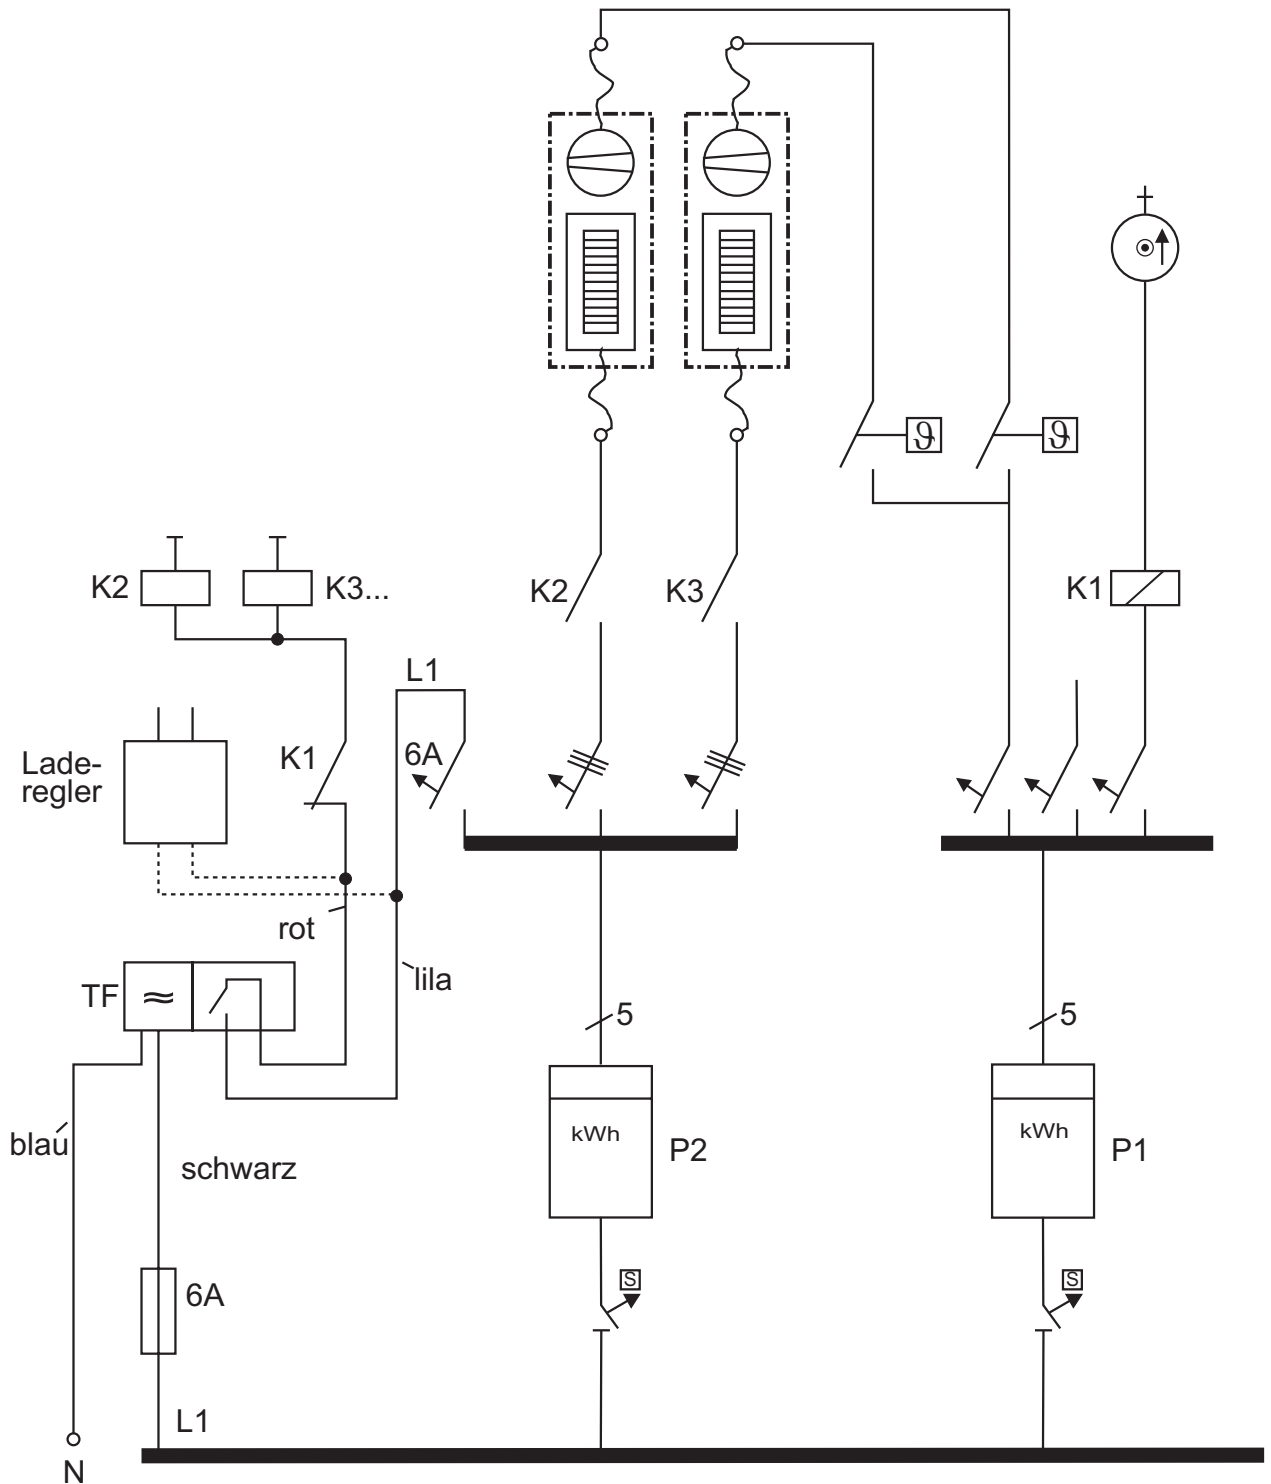 ϑ
ϑ
K2
K3...
K2
K3
K1
L1
Lade-
regler
K1
6A
rot
lila
TF
≈
5
5
blau
schwarz
kWh
P2
kWh
P1
S
S
6A
L1
N